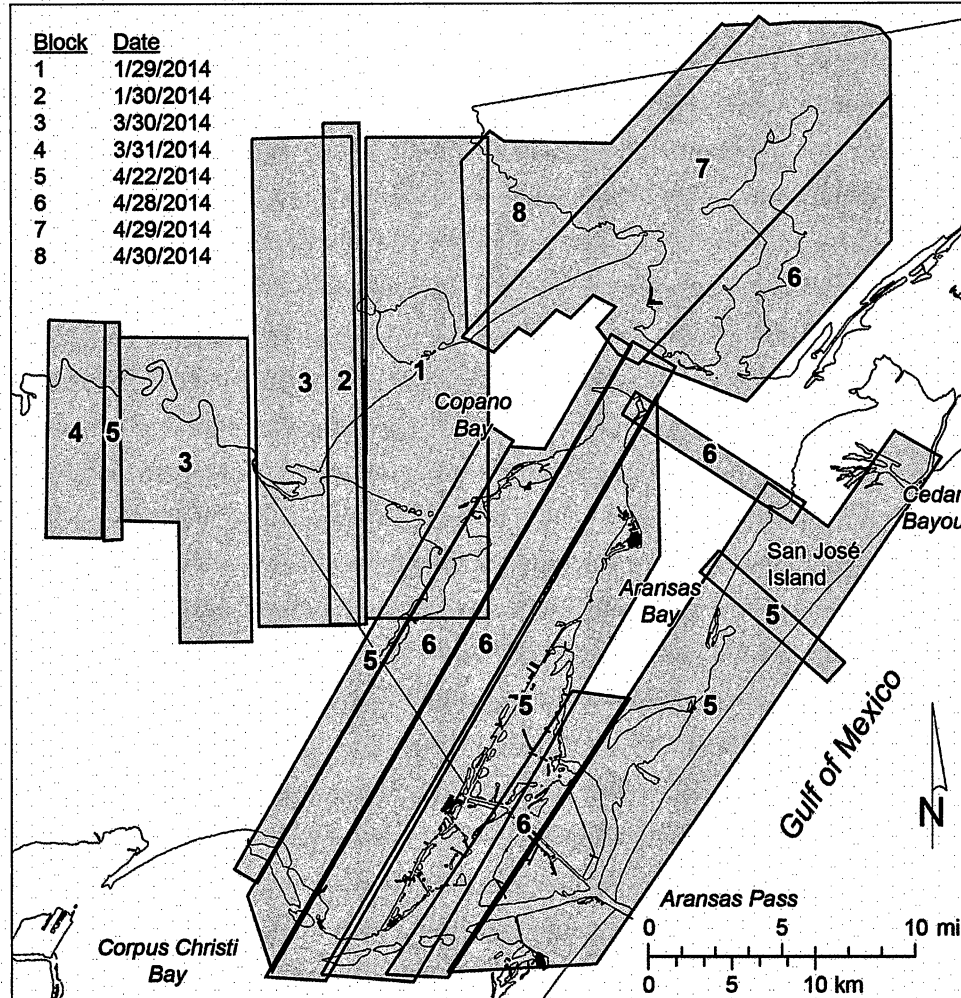 Block Date
1 1/29/2014
2 1/30/2014
3 3/30/2014
4 3/31/2014
5 4/22/2014
6 4/28/2014
7 4/29/2014
8 4/30/2014
7
8
6
3
2
1
Copano
Bay
4
5
3
6
Cedar
Bayou
San José
Island
Aransas
Bay
5
5
6
6
5
5
Gulf of Mexico
N
6
Aransas Pass
Corpus Christi
Bay
0 5 10 mi
0 5 10 km